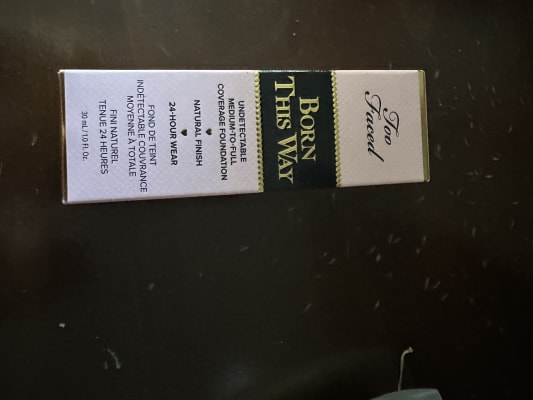 Too
Faced
BORN
THIS WAY
UNDETECTABLE
MEDIUM-TO-FULL
COVERAGE FOUNDATION
NATURAL FINISH
24-HOUR WEAR
FOND DE TEINT
INDÉTECTABLE COUVRANCE
MOYENNE À TOTALE
FINI NATUREL
TENUE 24 HEURES
30 mL/1.0 Fl. Oz.